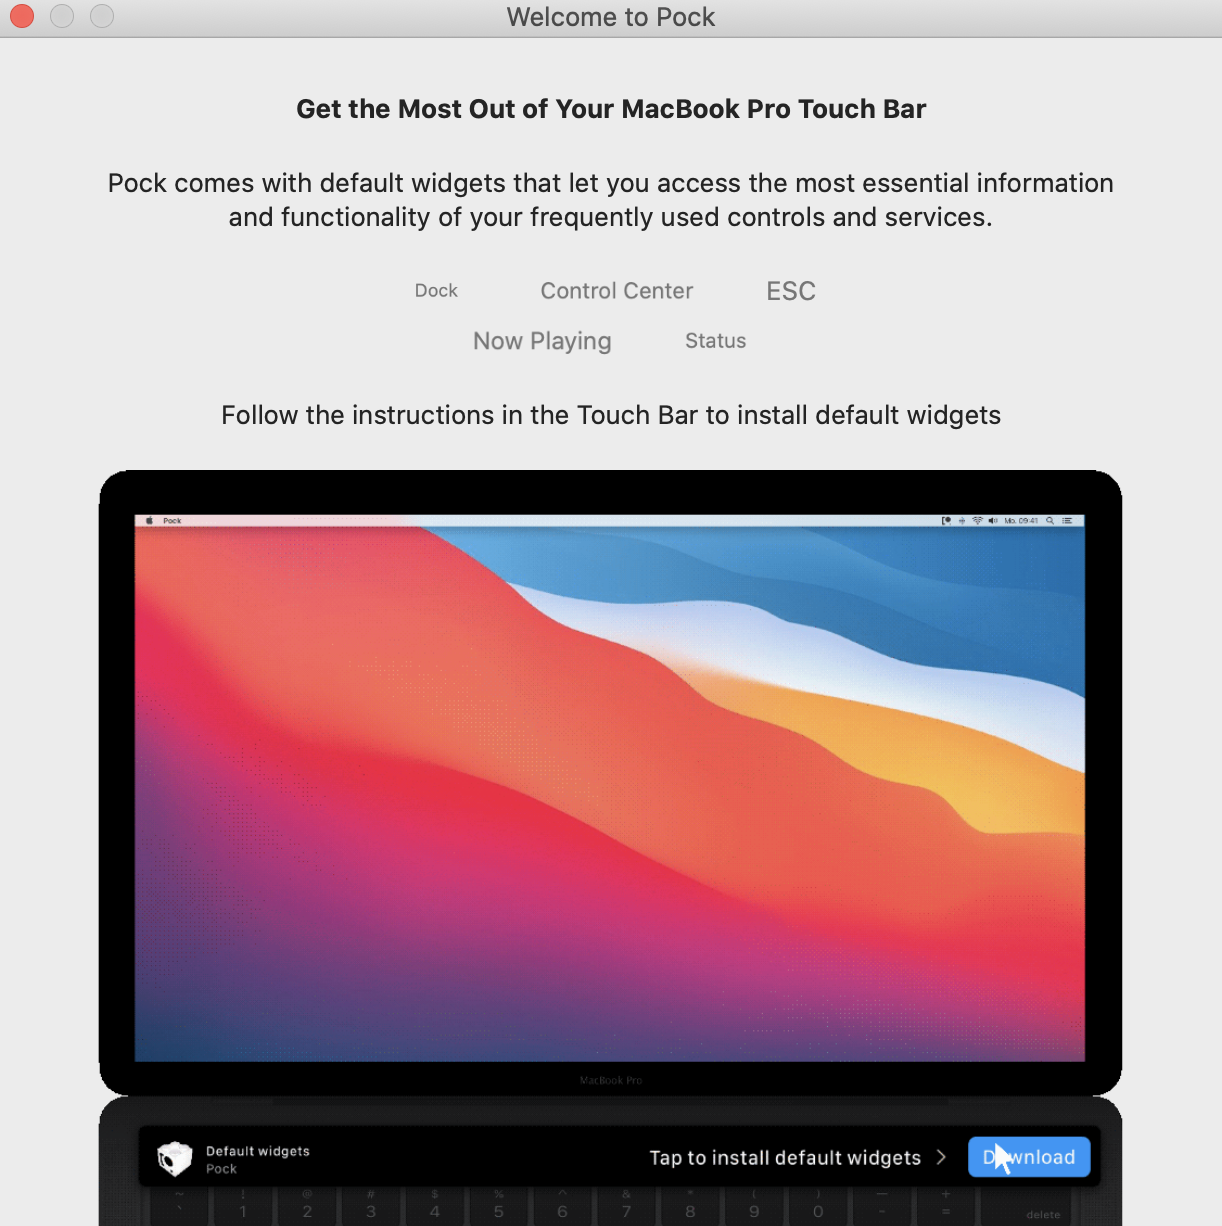 Welcome to Pock
Get the Most Out of Your MacBook Pro Touch Bar
Pock comes with default widgets that let you access the most essential information
and functionality of your frequently used controls and services.
Dock Control Center ESC
Now Playing Status
Follow the instructions in the Touch Bar to install default widgets
Pock Mo. 09:41
MacBook Pro
Default widgets
Pock
Tap to install default widgets > Download
~ ! @ # $ % ^ & * ( ) — +
` 1 2 3 4 5 6 7 8 9 0 - = delete